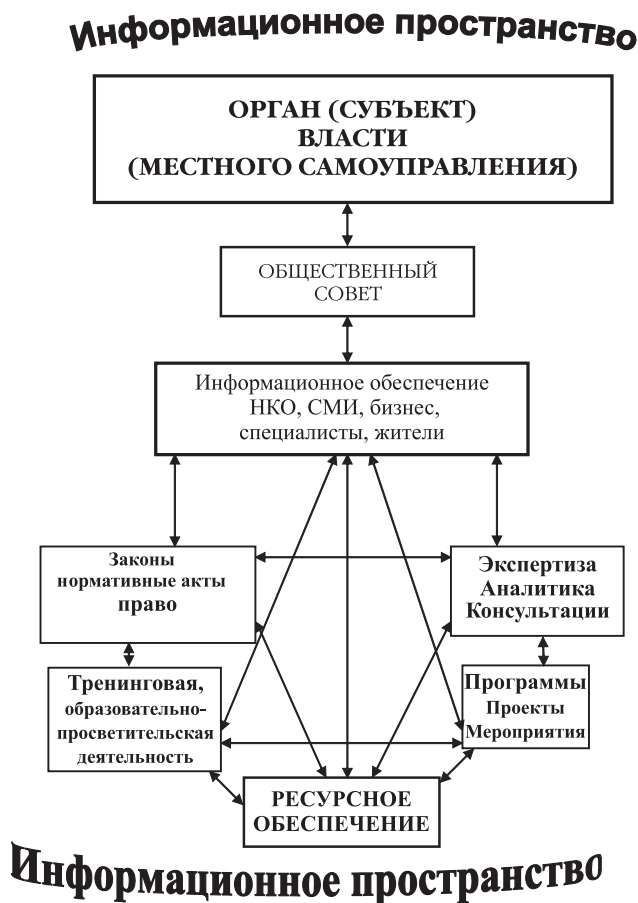 Информационное пространство
ОРГАН (СУБЪЕКТ)
ВЛАСТИ
(МЕСТНОГО САМОУПРАВЛЕНИЯ)
ОБЩЕСТВЕННЫЙ
СОВЕТ
Информационное обеспечение
НКО, СМИ, бизнес,
специалисты, жители
Законы
нормативные акты
право
Экспертиза
Аналитика
Консультации
Тренинговая,
образовательно-
просветительская
деятельность
Программы
Проекты
Мероприятия
РЕСУРСНОЕ
ОБЕСПЕЧЕНИЕ
Информационное пространство